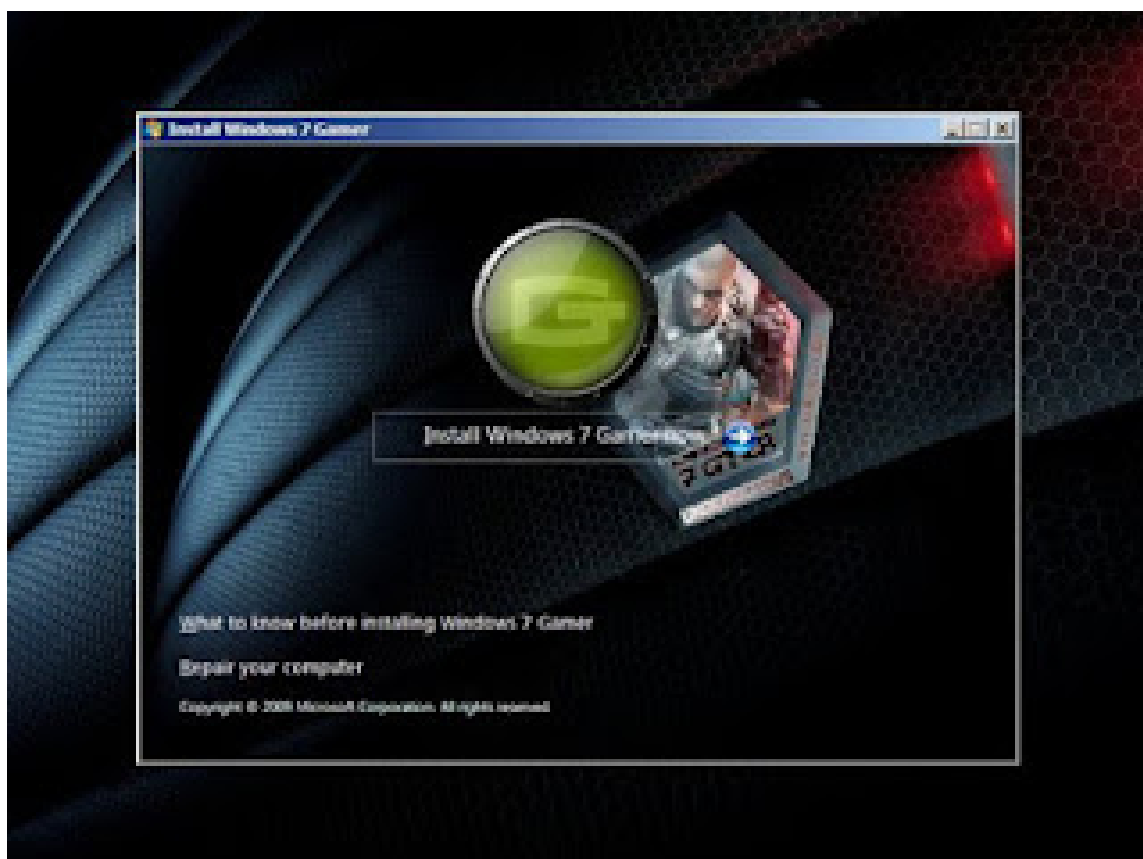 Install Windows 7 Gamer
G
Install Windows 7 Gamer now
What to know before installing Windows 7 Gamer
Repair your computer
Copyright © 2009 Microsoft Corporation. All rights reserved.